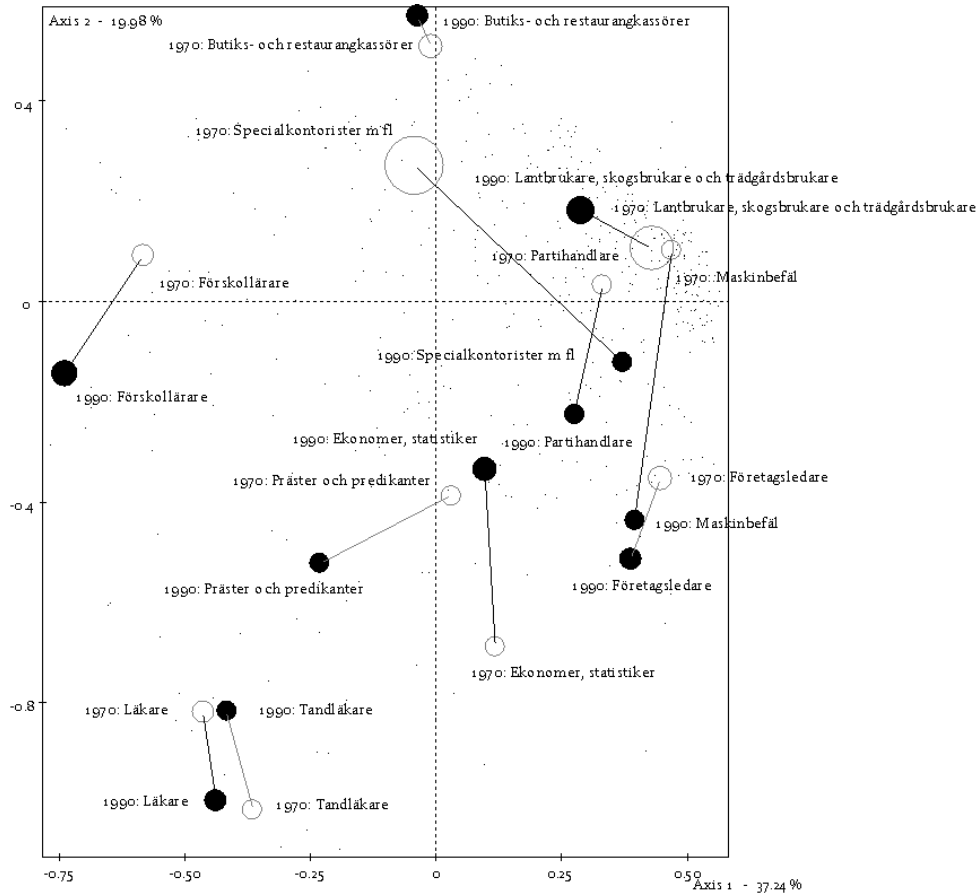 Axis 2 - 19.98 %
1990: Butiks- och restaurangkassörer
1970: Butiks- och restaurangkassörer
0.4
1970: Specialkontorister m fl
1990: Lantbrukare, skogsbrukare och trädgårdsbrukare
1970: Lantbrukare, skogsbrukare och trädgårdsbrukare
1970: Partihandlare
1970: Maskinbefäl
1970: Förskollärare
0
1990: Specialkontorister m fl
1990: Förskollärare
1990: Ekonomer, statistiker
1990: Partihandlare
1970: Präster och predikanter
1970: Företagsledare
-0.4
1990: Maskinbefäl
1990: Präster och predikanter
1990: Företagsledare
1970: Ekonomer, statistiker
-0.8
1970: Läkare
1990: Tandläkare
1990: Läkare
1970: Tandläkare
-0.75
-0.50
-0.25
0
0.25
0.50
Axis 1 - 37.24 %